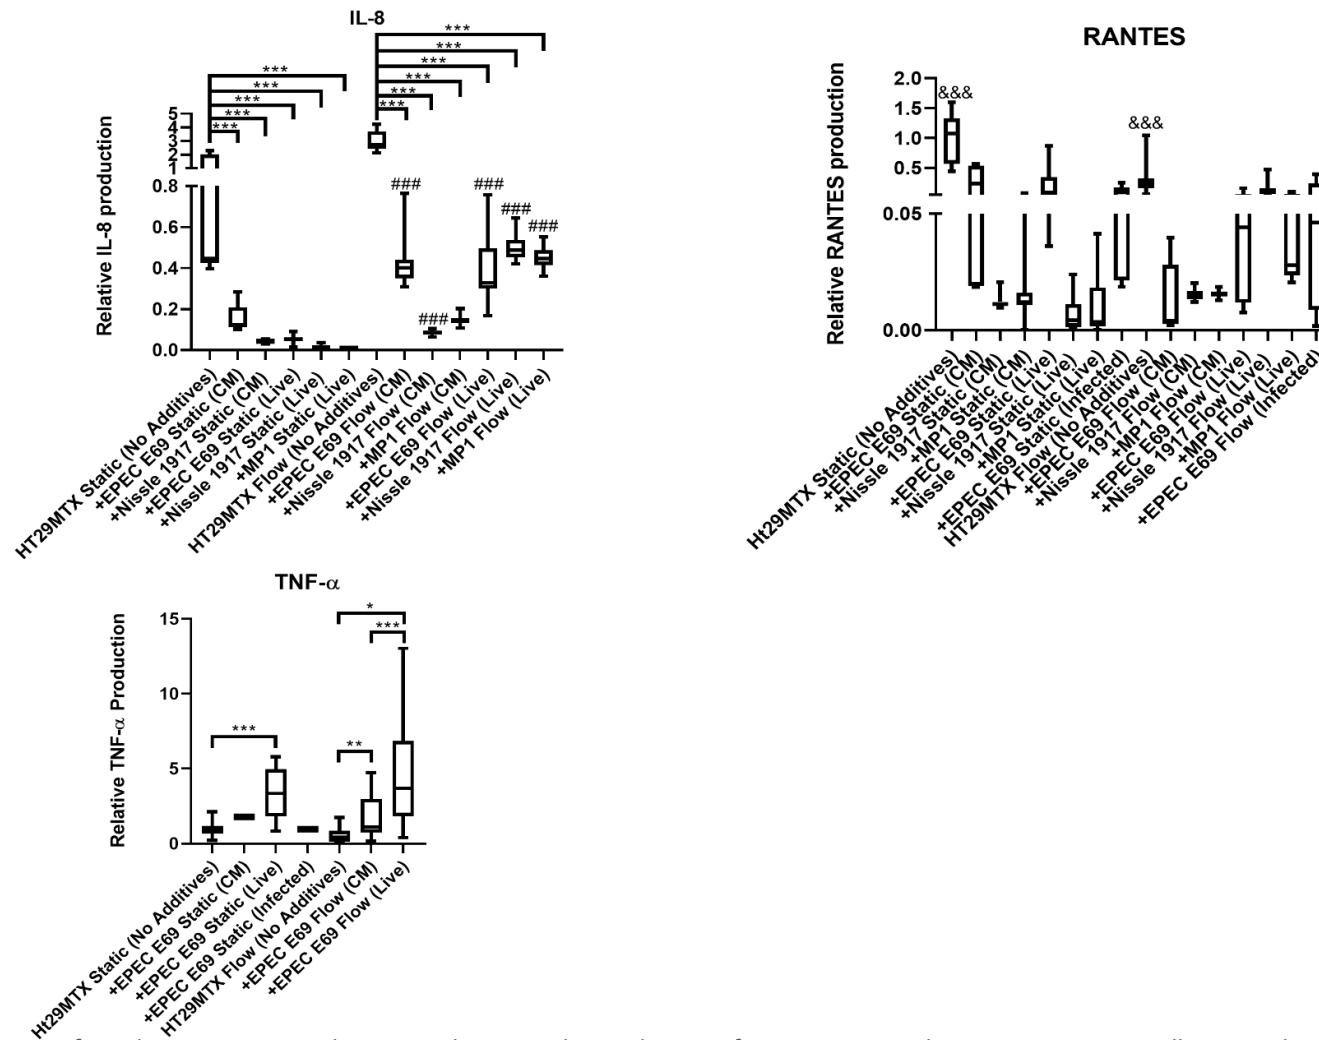 IL-8
***
***
***
***
***
***
***
***
***
***
***
Relative IL-8 production
5
4
3
2
1
0.8
0.6
0.4
0.2
0.0
###
###
###
###
###
HT29MTX Static (No Additives)
+EPEC E69 Static (CM)
+Nissle 1917 Static (CM)
+EPEC E69 Static (Live)
+Nissle 1917 Static (Live)
+MP1 Static (Live)
HT29MTX Flow (No Additives)
+EPEC E69 Flow (CM)
+Nissle 1917 Flow (CM)
+MP1 Flow (CM)
+EPEC E69 Flow (Live)
+Nissle 1917 Flow (Live)
+MP1 Flow (Live)
RANTES
Relative RANTES production
2.0
1.5
1.0
0.5
0.05
0.00
&&&
&&&
Ht29MTX Static (No Additives)
+EPEC E69 Static (CM)
+Nissle 1917 Static (CM)
+MP1 Static (CM)
+EPEC E69 Static (Live)
+Nissle 1917 Static (Live)
+MP1 Static (Live)
+EPEC E69 Static (Infected)
HT29MTX Flow (No Additives)
+EPEC E69 Flow (CM)
+Nissle 1917 Flow (CM)
+MP1 Flow (CM)
+EPEC E69 Flow (Live)
+Nissle 1917 Flow (Live)
+MP1 Flow (Live)
+EPEC E69 Flow (Infected)
TNF-α
Relative TNF-α Production
15
10
5
0
***
**
*
***
Ht29MTX Static (No Additives)
+EPEC E69 Static (CM)
+EPEC E69 Static (Live)
+EPEC E69 Static (Infected)
HT29MTX Flow (No Additives)
+EPEC E69 Flow (CM)
+EPEC E69 Flow (Live)